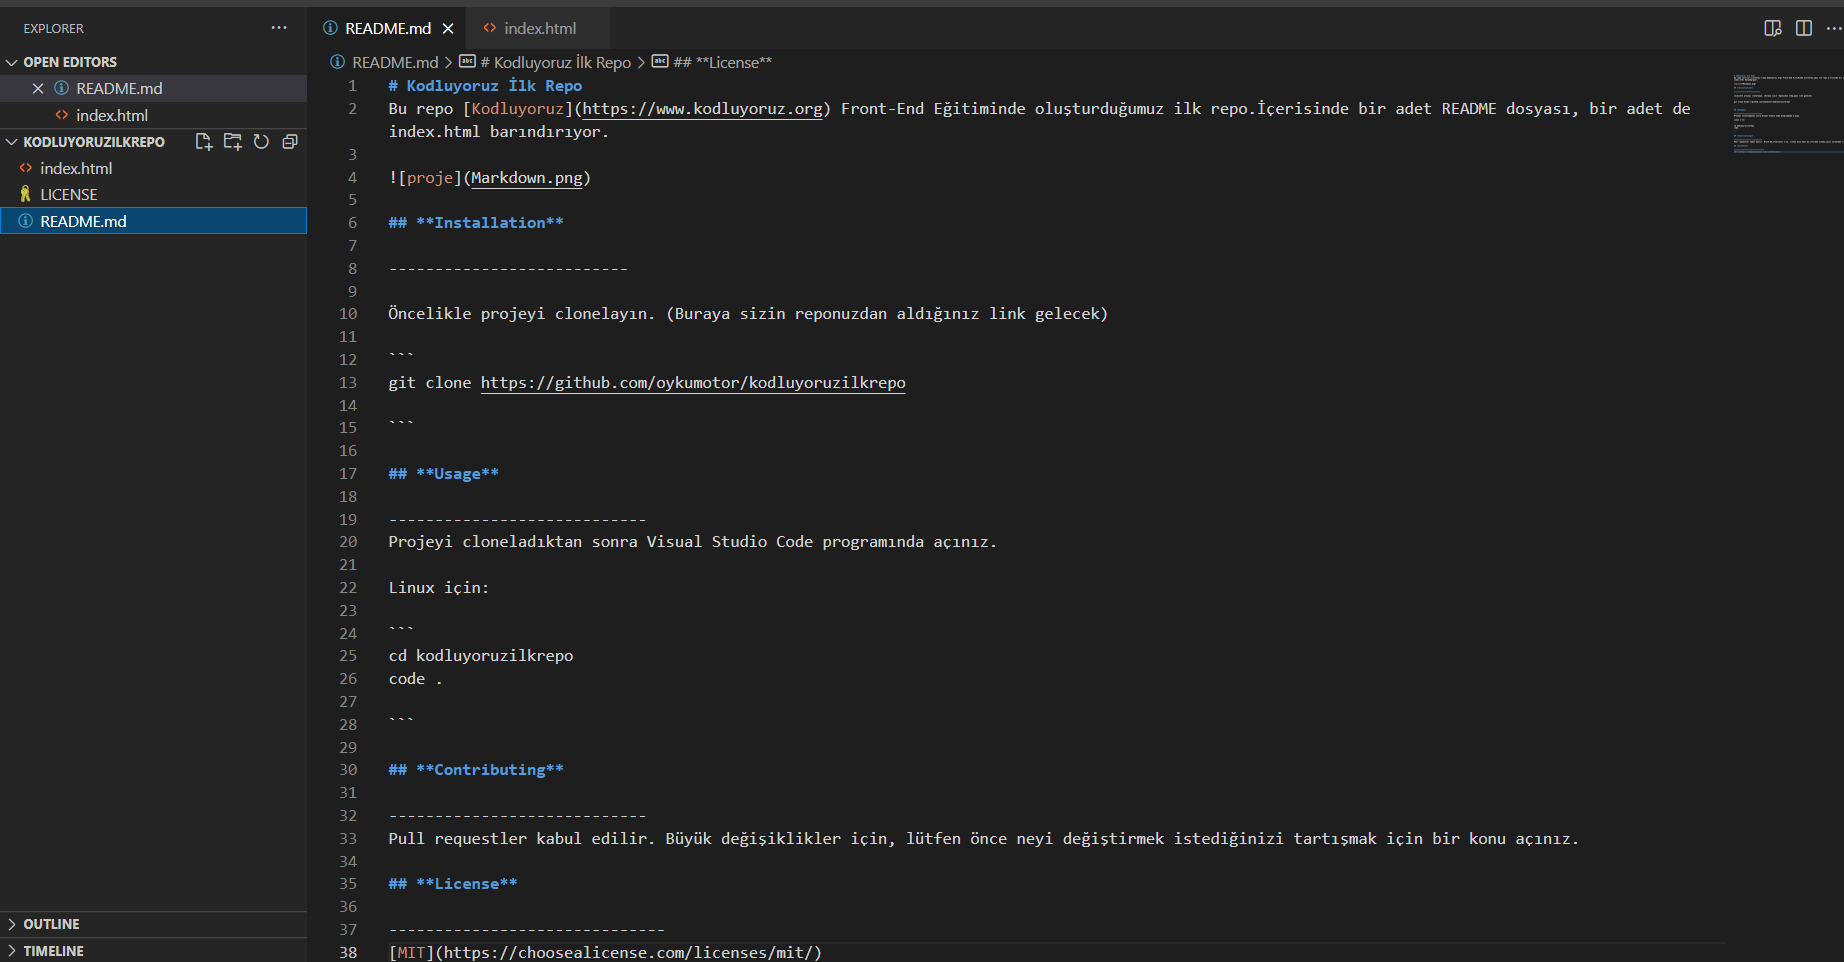 EXPLORER
OPEN EDITORS
README.md
index.html
KODLUYORUZILKREPO
index.html
LICENSE
README.md
OUTLINE
TIMELINE
README.md
index.html
README.md > # Kodluyoruz İlk Repo > ## **License**
1 # Kodluyoruz İlk Repo
2 Bu repo [Kodluyoruz](https://www.kodluyoruz.org) Front-End Eğitiminde oluşturduğumuz ilk repo.İçerisinde bir adet README dosyası, bir adet de
index.html barındırıyor.
3
4 ![proje](Markdown.png)
5
6 ## **Installation**
7
8 --------------------------
9
10 Öncelikle projeyi clonelayın. (Buraya sizin reponuzdan aldığınız link gelecek)
11
12 ```
13 git clone https://github.com/oykumotor/kodluyoruzilkrepo
14
15 ```
16
17 ## **Usage**
18
19 ----------------------------
20 Projeyi cloneladıktan sonra Visual Studio Code programında açınız.
21
22 Linux için:
23
24 ```
25 cd kodluyoruzilkrepo
26 code .
27
28 ```
29
30 ## **Contributing**
31
32 ----------------------------
33 Pull requestler kabul edilir. Büyük değişiklikler için, lütfen önce neyi değiştirmek istediğinizi tartışmak için bir konu açınız.
34
35 ## **License**
36
37 ------------------------------
38 [MIT](https://choosealicense.com/licenses/mit/)